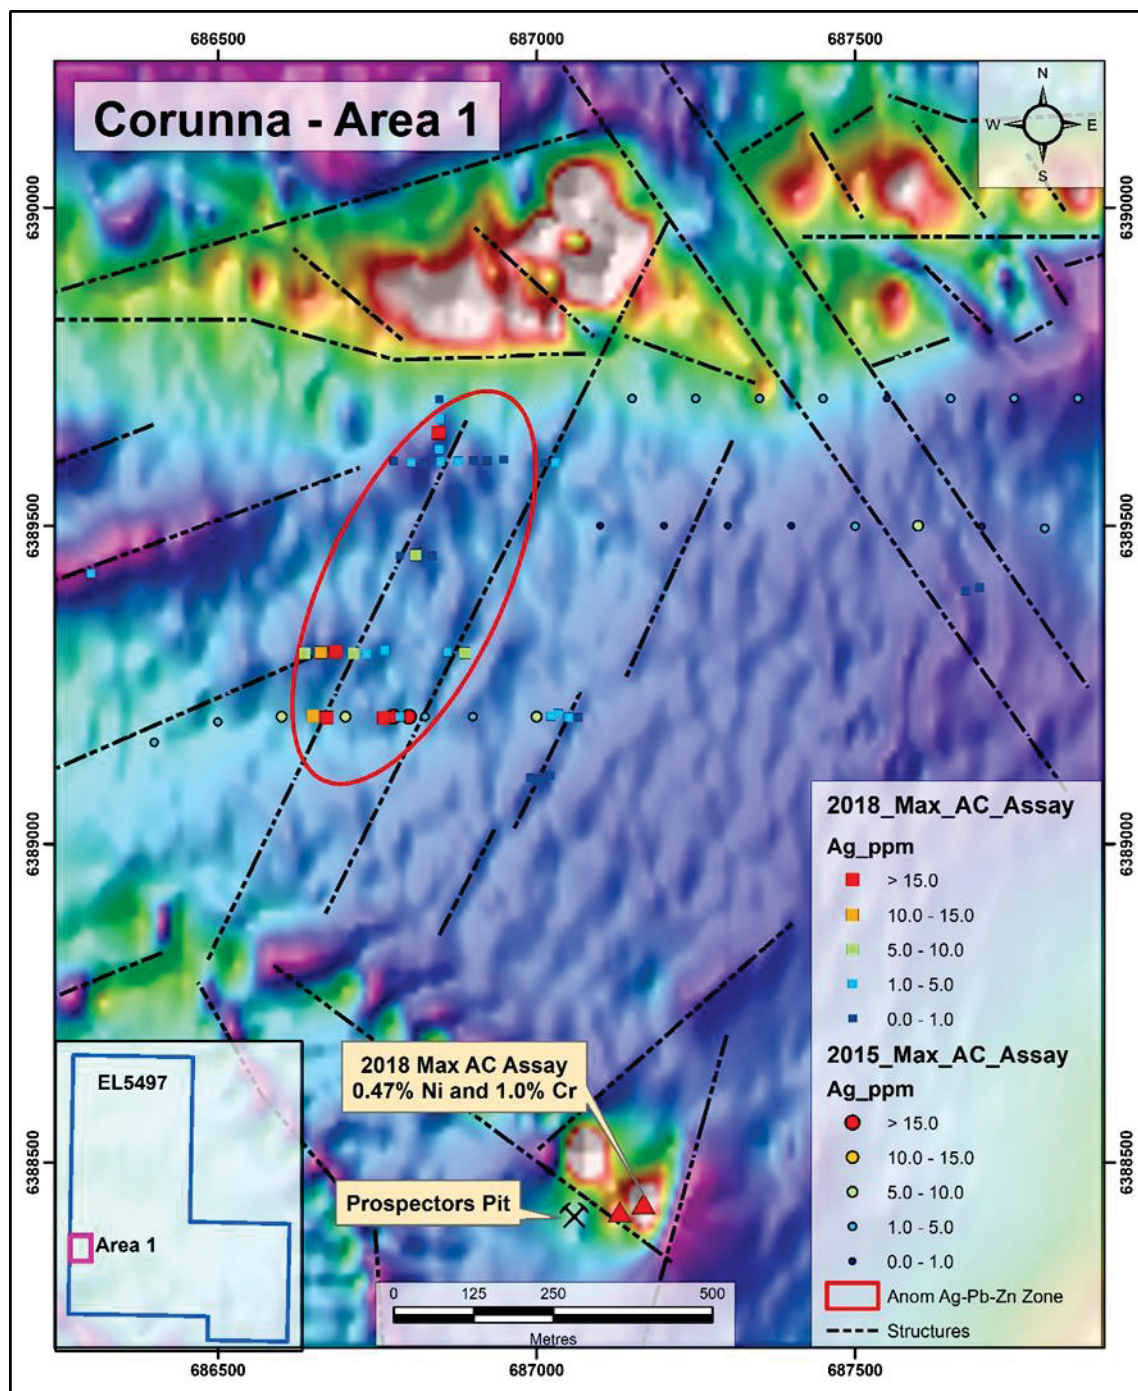 686500
687000
687500
Corunna - Area 1
N
W
E
S
6390000
6390000
6389500
6389500
6389000
6389000
6388500
6388500
2018_Max_AC_Assay
Ag_ppm
> 15.0
10.0 - 15.0
5.0 - 10.0
1.0 - 5.0
0.0 - 1.0
2015_Max_AC_Assay
Ag_ppm
> 15.0
10.0 - 15.0
5.0 - 10.0
1.0 - 5.0
0.0 - 1.0
Anom Ag-Pb-Zn Zone
Structures
2018 Max AC Assay
0.47% Ni and 1.0% Cr
Prospectors Pit
EL5497
Area 1
0
125
250
500
Metres
686500
687000
687500